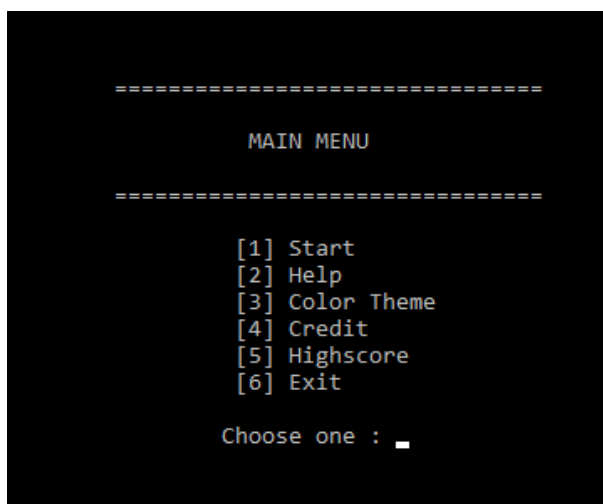 ================================
MAIN MENU
================================
[1] Start
[2] Help
[3] Color Theme
[4] Credit
[5] Highscore
[6] Exit
Choose one : _